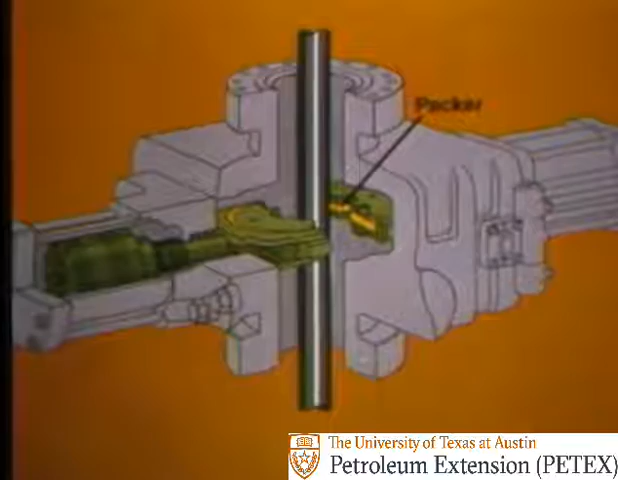 Packer
The University of Texas at Austin
Petroleum Extension (PETEX)